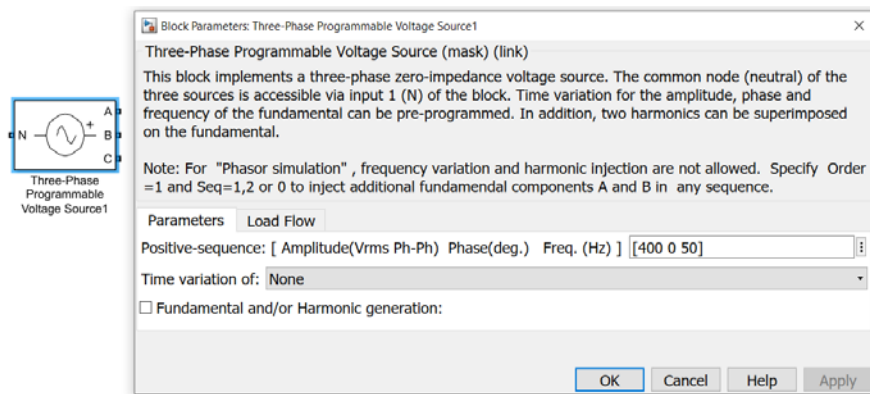 Block Parameters: Three-Phase Programmable Voltage Source1
Three-Phase Programmable Voltage Source (mask) (link)
This block implements a three-phase zero-impedance voltage source. The common node (neutral) of the
three sources is accessible via input 1 (N) of the block. Time variation for the amplitude, phase and
frequency of the fundamental can be pre-programmed. In addition, two harmonics can be superimposed
on the fundamental.
Note: For "Phasor simulation" , frequency variation and harmonic injection are not allowed. Specify Order
=1 and Seq=1,2 or 0 to inject additional fundamendal components A and B in any sequence.
A
N + B
C
Three-Phase
Programmable
Voltage Source1
Parameters Load Flow
Positive-sequence: [ Amplitude(Vrms Ph-Ph) Phase(deg.) Freq. (Hz) ] [400 0 50]
Time variation of: None
Fundamental and/or Harmonic generation:
OK Cancel Help Apply